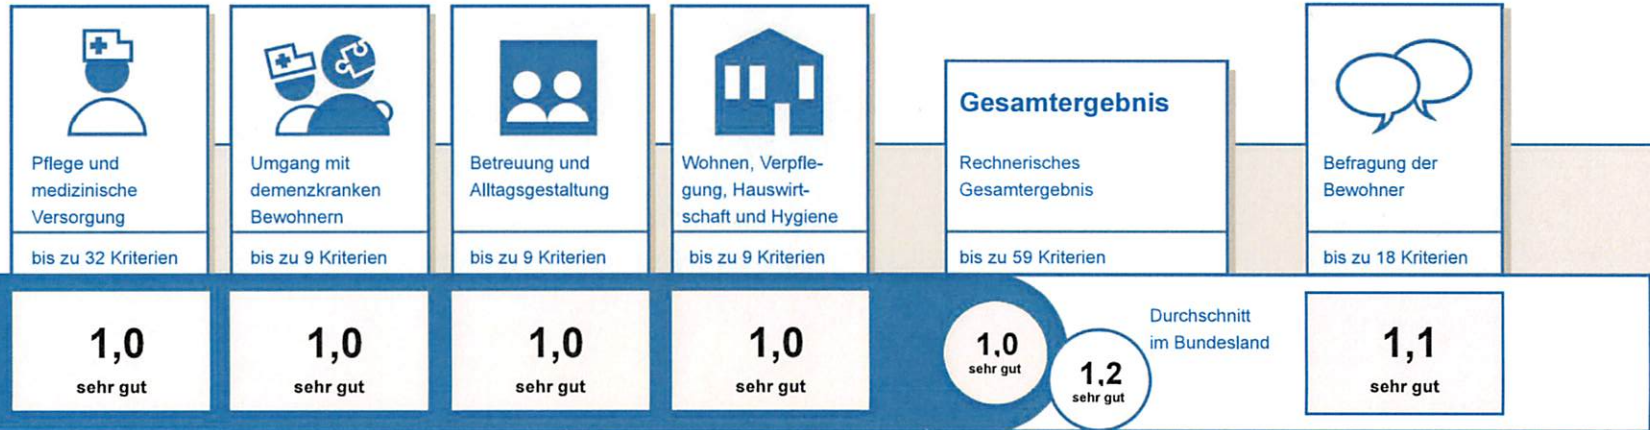 Pflege und
medizinische
Versorgung
bis zu 32 Kriterien
1,0
sehr gut
Umgang mit
demenzkranken
Bewohnern
bis zu 9 Kriterien
1,0
sehr gut
Betreuung und
Alltagsgestaltung
bis zu 9 Kriterien
1,0
sehr gut
Wohnen, Verpfle-
gung, Hauswirt-
schaft und Hygiene
bis zu 9 Kriterien
1,0
sehr gut
Gesamtergebnis
Rechnerisches
Gesamtergebnis
bis zu 59 Kriterien
1,0
sehr gut
1,2
sehr gut
Durchschnitt
im Bundesland
Befragung der
Bewohner
bis zu 18 Kriterien
1,1
sehr gut